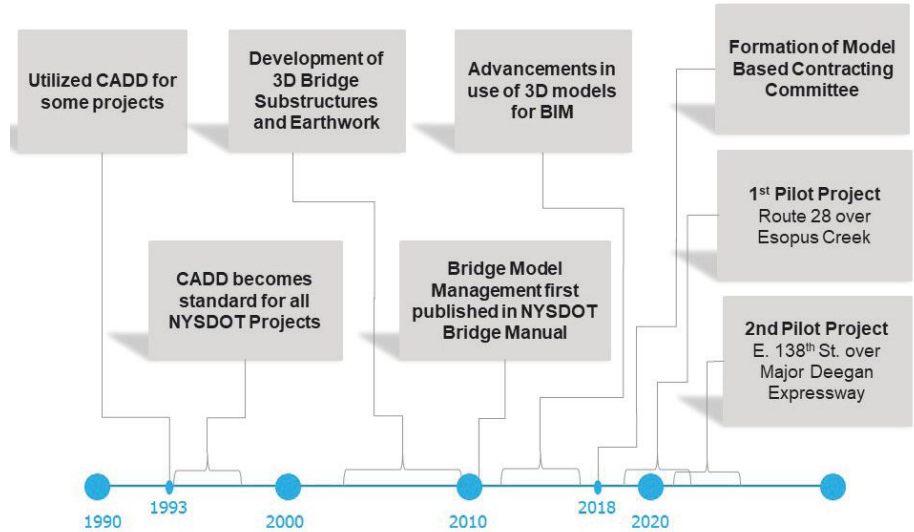 Utilized CADD for
some projects
Development of
3D Bridge
Substructures
and Earthwork
Advancements in
use of 3D models
for BIM
Formation of Model
Based Contracting
Committee
1st Pilot Project
Route 28 over
Esopus Creek
CADD becomes
standard for all
NYSDOT Projects
Bridge Model
Management first
published in NYSDOT
Bridge Manual
2nd Pilot Project
E. 138th St. over
Major Deegan
Expressway
1990
1993
2000
2010
2018
2020